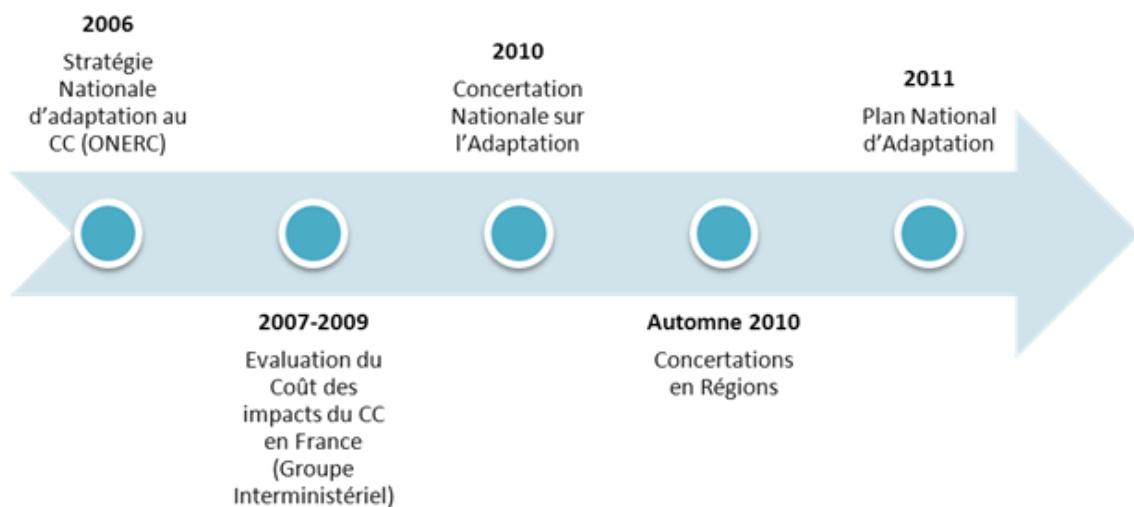 2006
Stratégie
Nationale
d'adaptation au
CC (ONERC)
2007-2009
Evaluation du
Coût des
impacts du CC
en France
(Groupe
Interministériel)
2010
Concertation
Nationale sur
l'Adaptation
Automne 2010
Concertations
en Régions
2011
Plan National
d'Adaptation